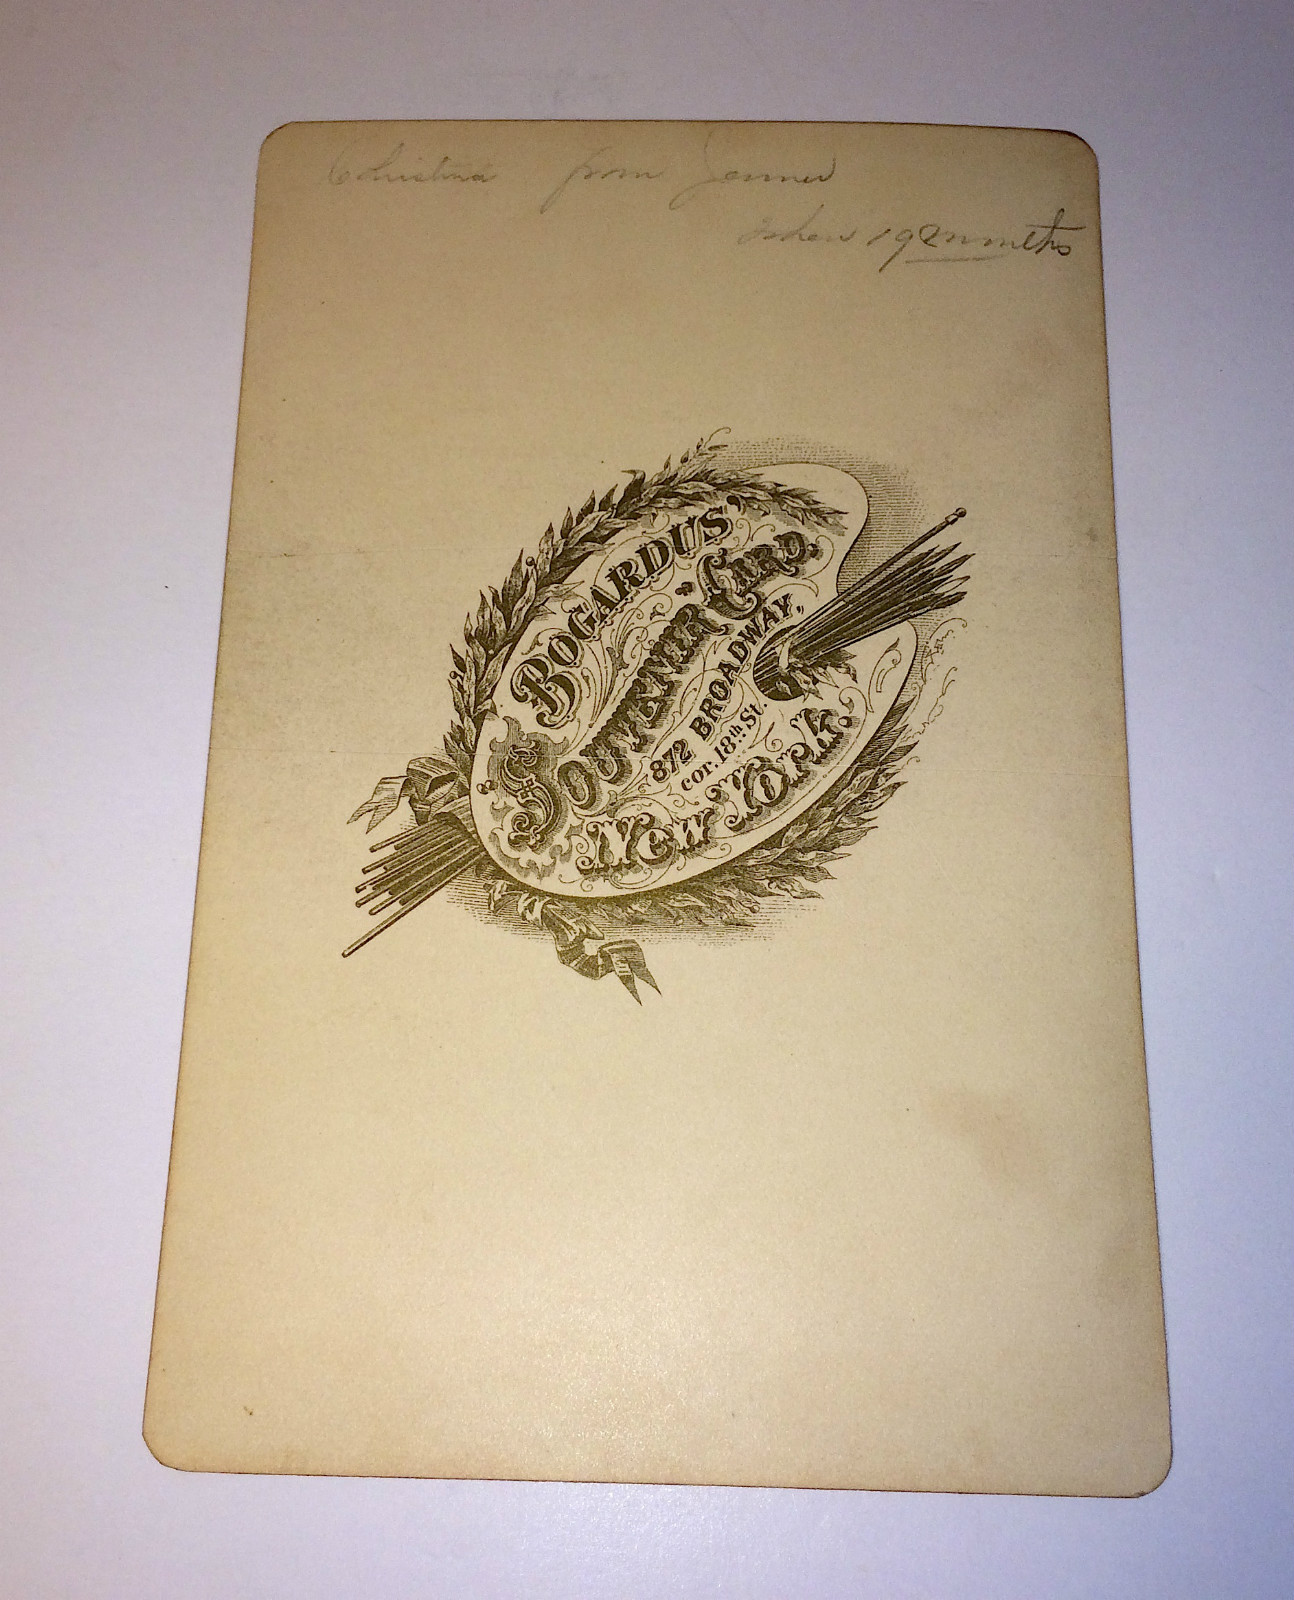 Christina from Jennie
when 19 months
BOGARDUS'
"SOUVENIR" CARD.
872 BROADWAY,
cor. 18th St.
NEW YORK.